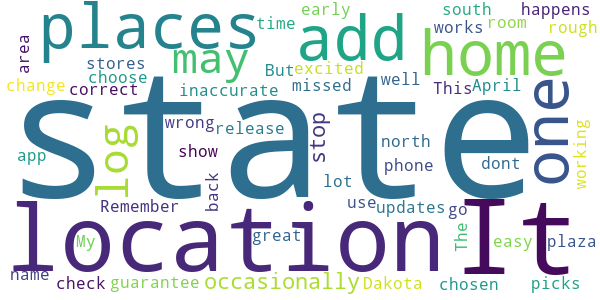 places add home may one
early south happens
time room works rough
area stores choose But excited missed well This April
change correct inaccurate
state
log wrong release stop north working
app show phone dont
Remember back lot use updates go
location It
My great The easy plaza
name check guarantee occasionally Dakota chosen picks